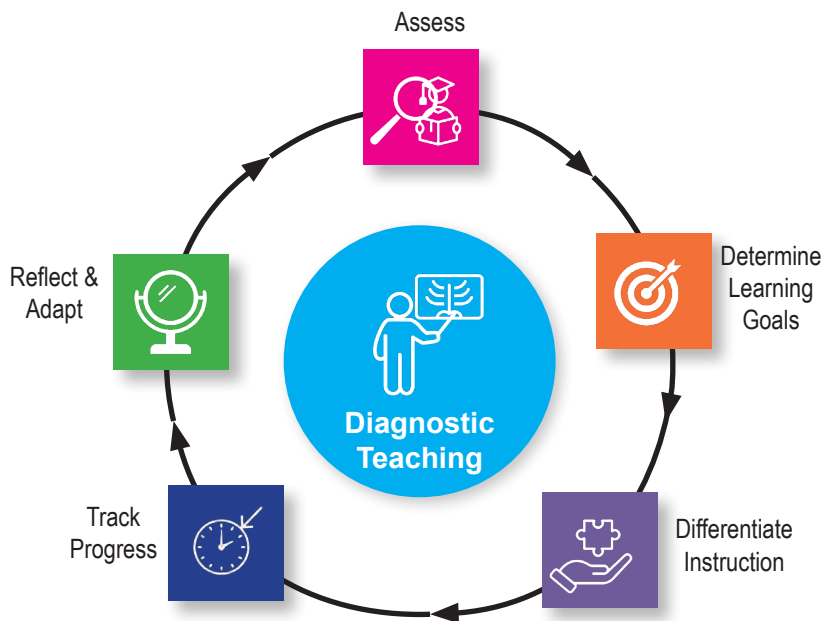 Assess
Determine
Learning
Goals
Differentiate
Instruction
Track
Progress
Reflect &
Adapt
Diagnostic
Teaching